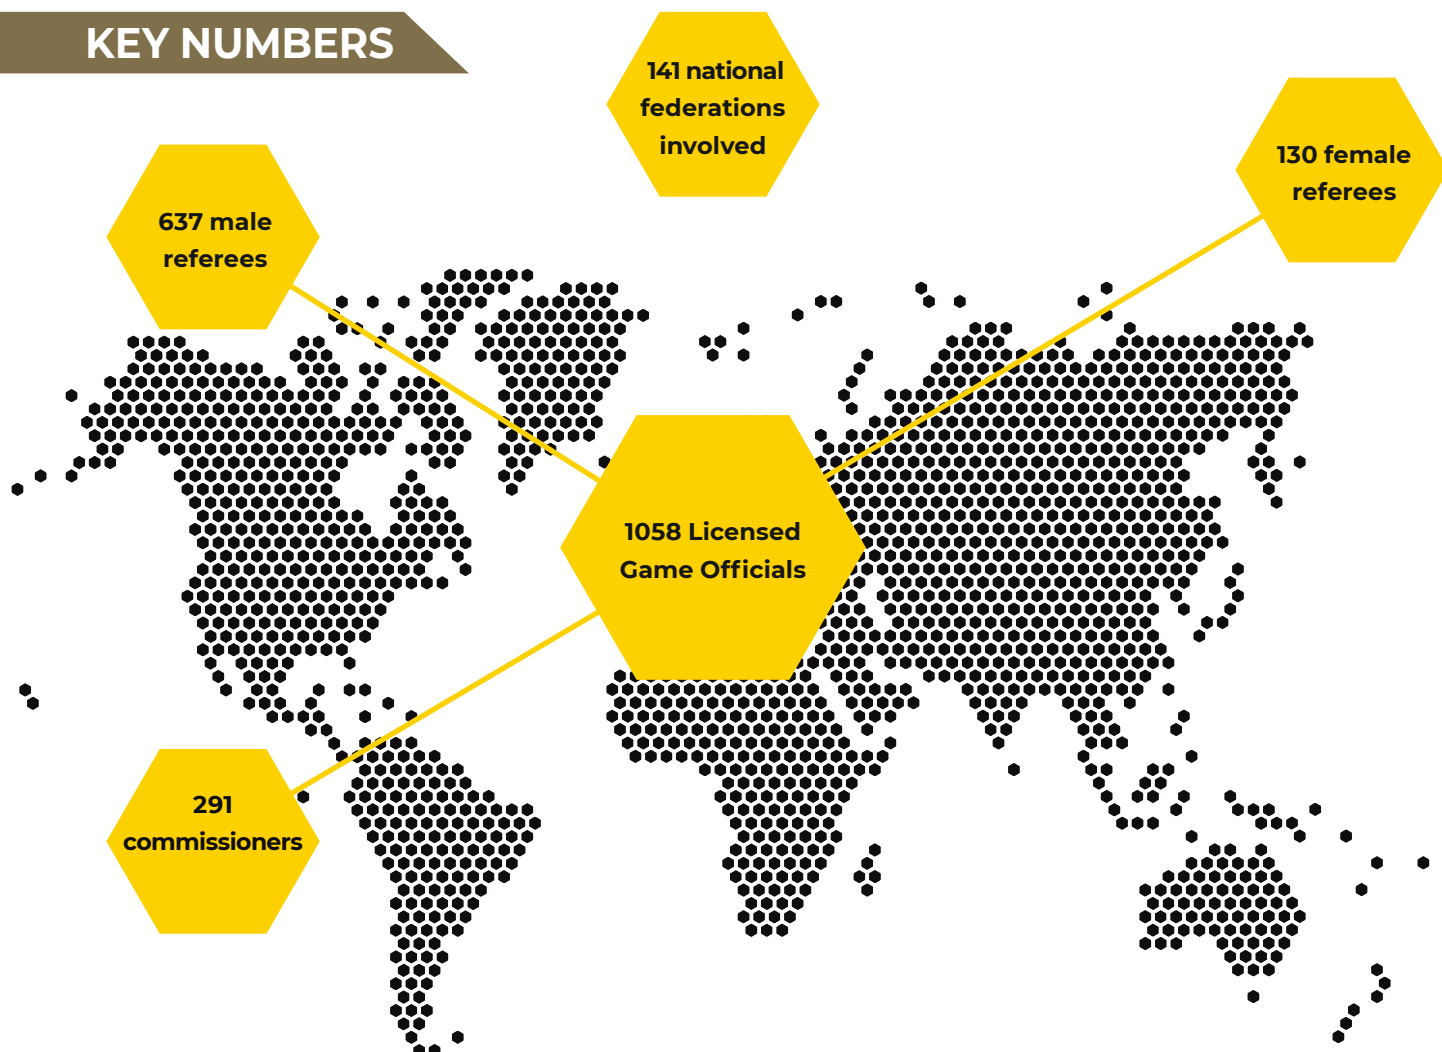 KEY NUMBERS
141 national
federations
involved
130 female
referees
637 male
referees
1058 Licensed
Game Officials
291
commissioners